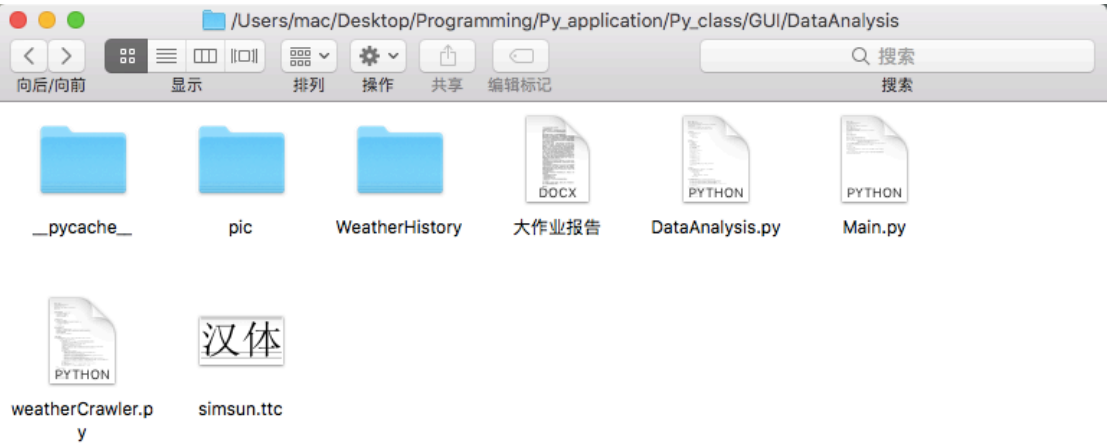 /Users/mac/Desktop/Programming/Py_application/Py_class/GUI/DataAnalysis
搜索
向后/向前 显示 排列 操作 共享 编辑标记 搜索
DOCX PYTHON PYTHON
__pycache__ pic WeatherHistory 大作业报告 DataAnalysis.py Main.py
汉体
PYTHON
weatherCrawler.p simsun.ttc
y